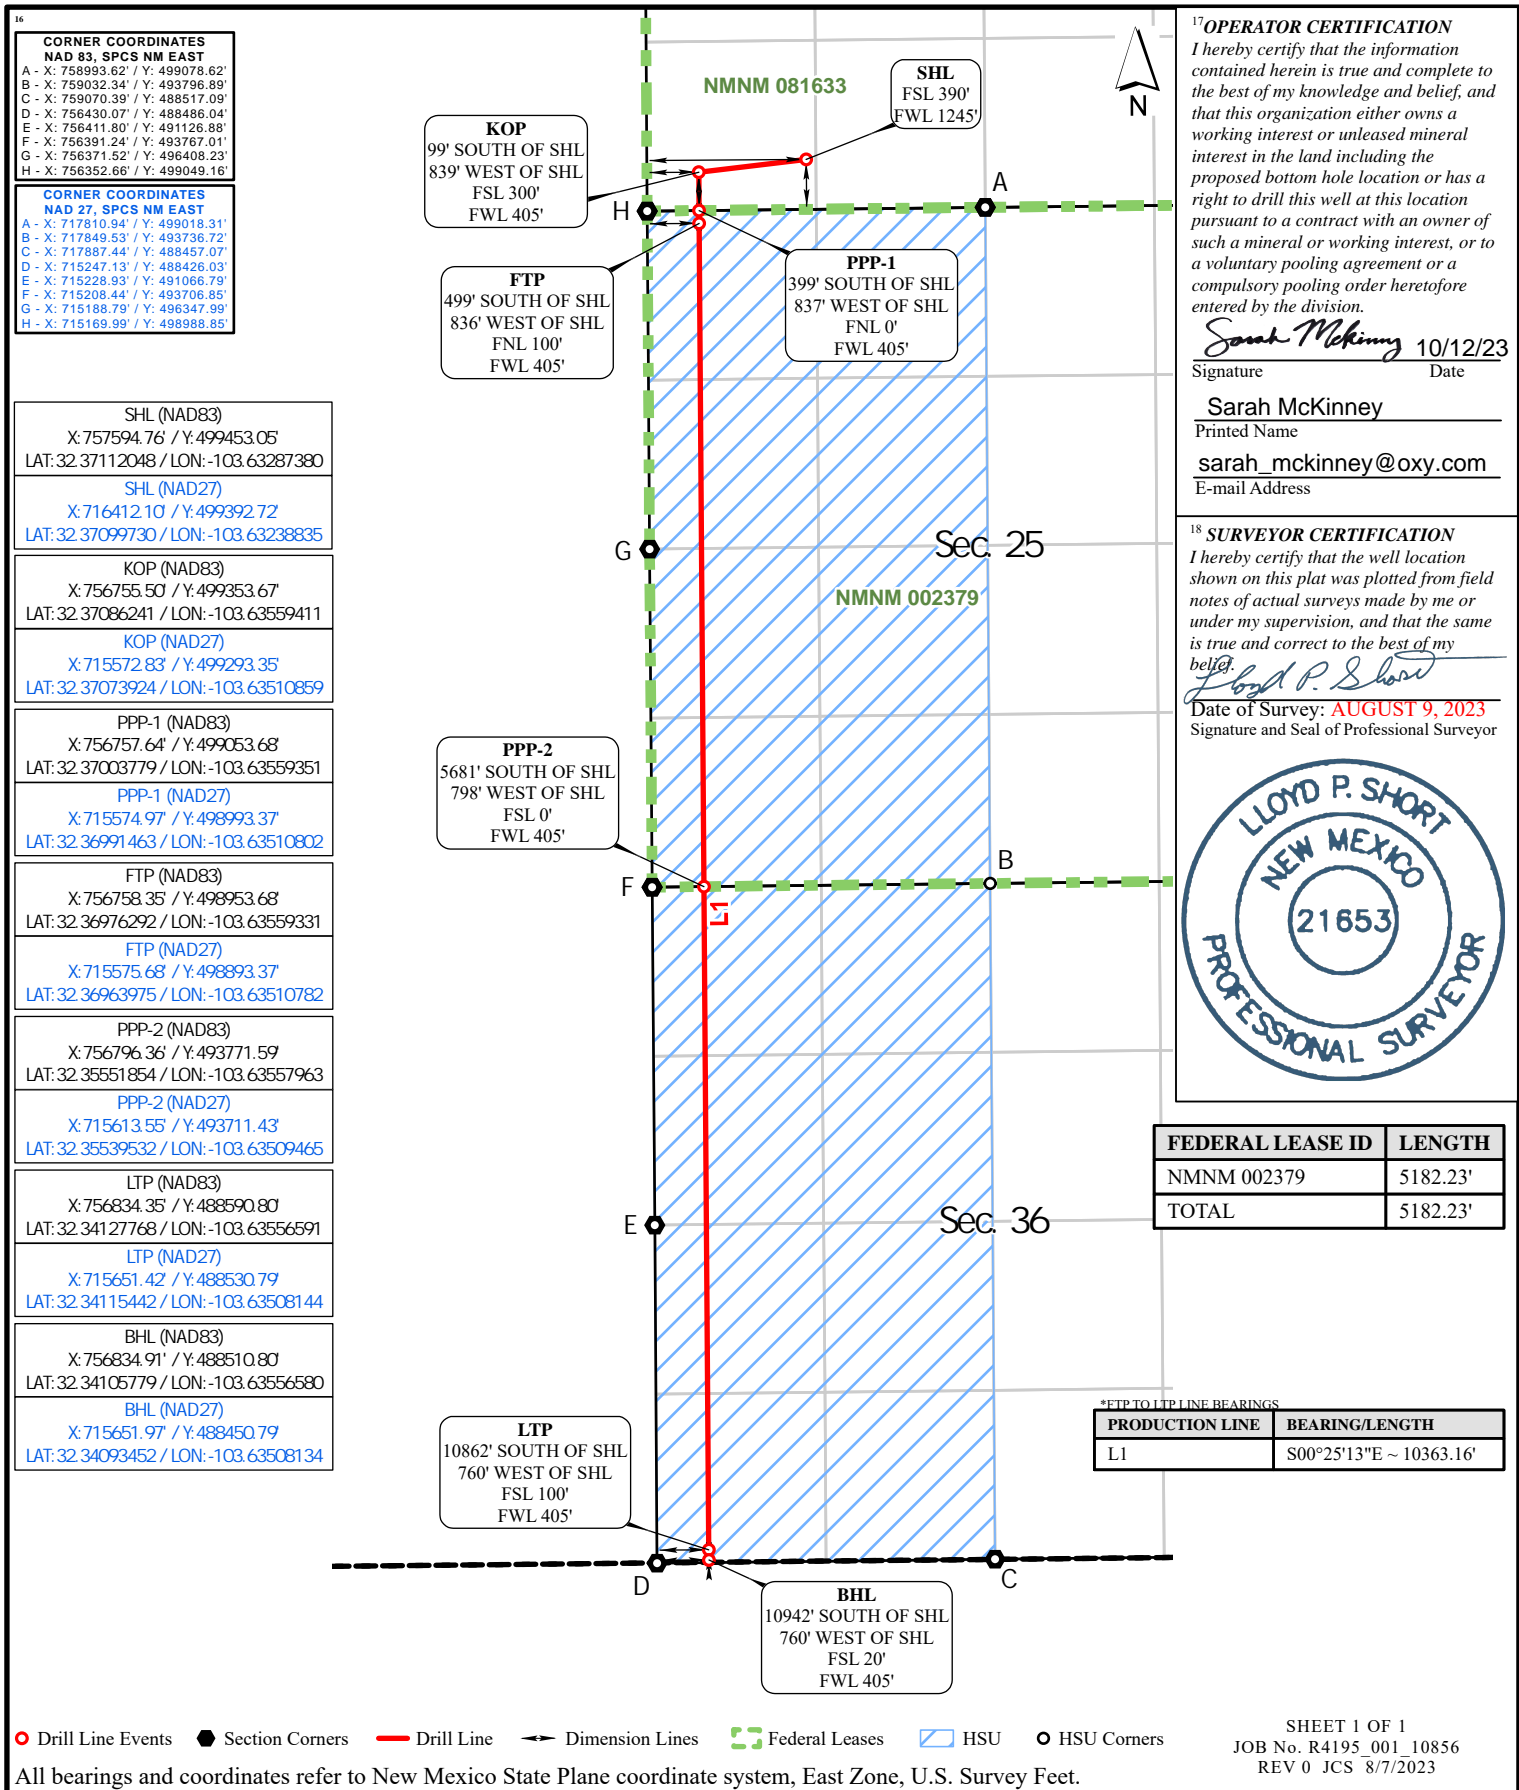 16
CORNER COORDINATES
NAD 83, SPCS NM EAST
A - X: 758993.62' / Y: 499078.62'
B - X: 759032.34' / Y: 493796.89'
C - X: 759070.39' / Y: 488517.09'
D - X: 756430.07' / Y: 488486.04'
E - X: 756411.80' / Y: 491126.88'
F - X: 756391.24' / Y: 493767.01'
G - X: 756371.52' / Y: 496408.23'
H - X: 756352.66' / Y: 499049.16'
CORNER COORDINATES
NAD 27, SPCS NM EAST
A - X: 717810.94' / Y: 499018.31'
B - X: 717849.53' / Y: 493736.72'
C - X: 717887.44' / Y: 488457.07'
D - X: 715247.13' / Y: 488426.03'
E - X: 715228.93' / Y: 491066.79'
F - X: 715208.44' / Y: 493706.85'
G - X: 715188.79' / Y: 496347.99'
H - X: 715169.99' / Y: 498988.85'
SHL (NAD83)
X: 757594.76' / Y: 499453.05'
LAT: 32.37112048 / LON: -103.63287380
SHL (NAD27)
X: 716412.10' / Y: 499392.72'
LAT: 32.37099730 / LON: -103.63238835
KOP (NAD83)
X: 756755.50' / Y: 499353.67'
LAT: 32.37086241 / LON: -103.63559411
KOP (NAD27)
X: 715572.83' / Y: 499293.35'
LAT: 32.37073924 / LON: -103.63510859
PPP-1 (NAD83)
X: 756757.64' / Y: 499053.68'
LAT: 32.37003779 / LON: -103.63559351
PPP-1 (NAD27)
X: 715574.97' / Y: 498993.37'
LAT: 32.36991463 / LON: -103.63510802
FTP (NAD83)
X: 756758.35' / Y: 498953.68'
LAT: 32.36976292 / LON: -103.63559331
FTP (NAD27)
X: 715575.68' / Y: 498893.37'
LAT: 32.36963975 / LON: -103.63510782
PPP-2 (NAD83)
X: 756796.36' / Y: 493771.59'
LAT: 32.35551854 / LON: -103.63557963
PPP-2 (NAD27)
X: 715613.55' / Y: 493711.43'
LAT: 32.35539532 / LON: -103.63509465
LTP (NAD83)
X: 756834.35' / Y: 488590.80'
LAT: 32.34127768 / LON: -103.63556591
LTP (NAD27)
X: 715651.42' / Y: 488530.79'
LAT: 32.34115442 / LON: -103.63508144
BHL (NAD83)
X: 756834.91' / Y: 488510.80'
LAT: 32.34105779 / LON: -103.63556580
BHL (NAD27)
X: 715651.97' / Y: 488450.79'
LAT: 32.34093452 / LON: -103.63508134
NMNM 081633
SHL
FSL 390'
FWL 1245'
N
KOP
99' SOUTH OF SHL
839' WEST OF SHL
FSL 300'
FWL 405'
H
A
FTP
499' SOUTH OF SHL
836' WEST OF SHL
FNL 100'
FWL 405'
PPP-1
399' SOUTH OF SHL
837' WEST OF SHL
FNL 0'
FWL 405'
G
Sec. 25
NMNM 002379
PPP-2
5681' SOUTH OF SHL
798' WEST OF SHL
FSL 0'
FWL 405'
F
B
L1
E
Sec. 36
LTP
10862' SOUTH OF SHL
760' WEST OF SHL
FSL 100'
FWL 405'
D
C
BHL
10942' SOUTH OF SHL
760' WEST OF SHL
FSL 20'
FWL 405'
17 OPERATOR CERTIFICATION
I hereby certify that the information
contained herein is true and complete to
the best of my knowledge and belief, and
that this organization either owns a
working interest or unleased mineral
interest in the land including the
proposed bottom hole location or has a
right to drill this well at this location
pursuant to a contract with an owner of
such a mineral or working interest, or to
a voluntary pooling agreement or a
compulsory pooling order heretofore
entered by the division.
Sarah McKinney 10/12/23
Signature Date
Sarah McKinney
Printed Name
sarah_mckinney@oxy.com
E-mail Address
18 SURVEYOR CERTIFICATION
I hereby certify that the well location
shown on this plat was plotted from field
notes of actual surveys made by me or
under my supervision, and that the same
is true and correct to the best of my
belief.
Lloyd P. Short
Date of Survey: AUGUST 9, 2023
Signature and Seal of Professional Surveyor
LLOYD P. SHORT
NEW MEXICO
21653
PROFESSIONAL SURVEYOR
FEDERAL LEASE ID LENGTH
NMNM 002379 5182.23'
TOTAL 5182.23'
*FTP TO LTP LINE BEARINGS
PRODUCTION LINE BEARING/LENGTH
L1 S00°25'13"E ~ 10363.16'
Drill Line Events Section Corners Drill Line Dimension Lines Federal Leases HSU HSU Corners
All bearings and coordinates refer to New Mexico State Plane coordinate system, East Zone, U.S. Survey Feet.
SHEET 1 OF 1
JOB No. R4195_001_10856
REV 0 JCS 8/7/2023